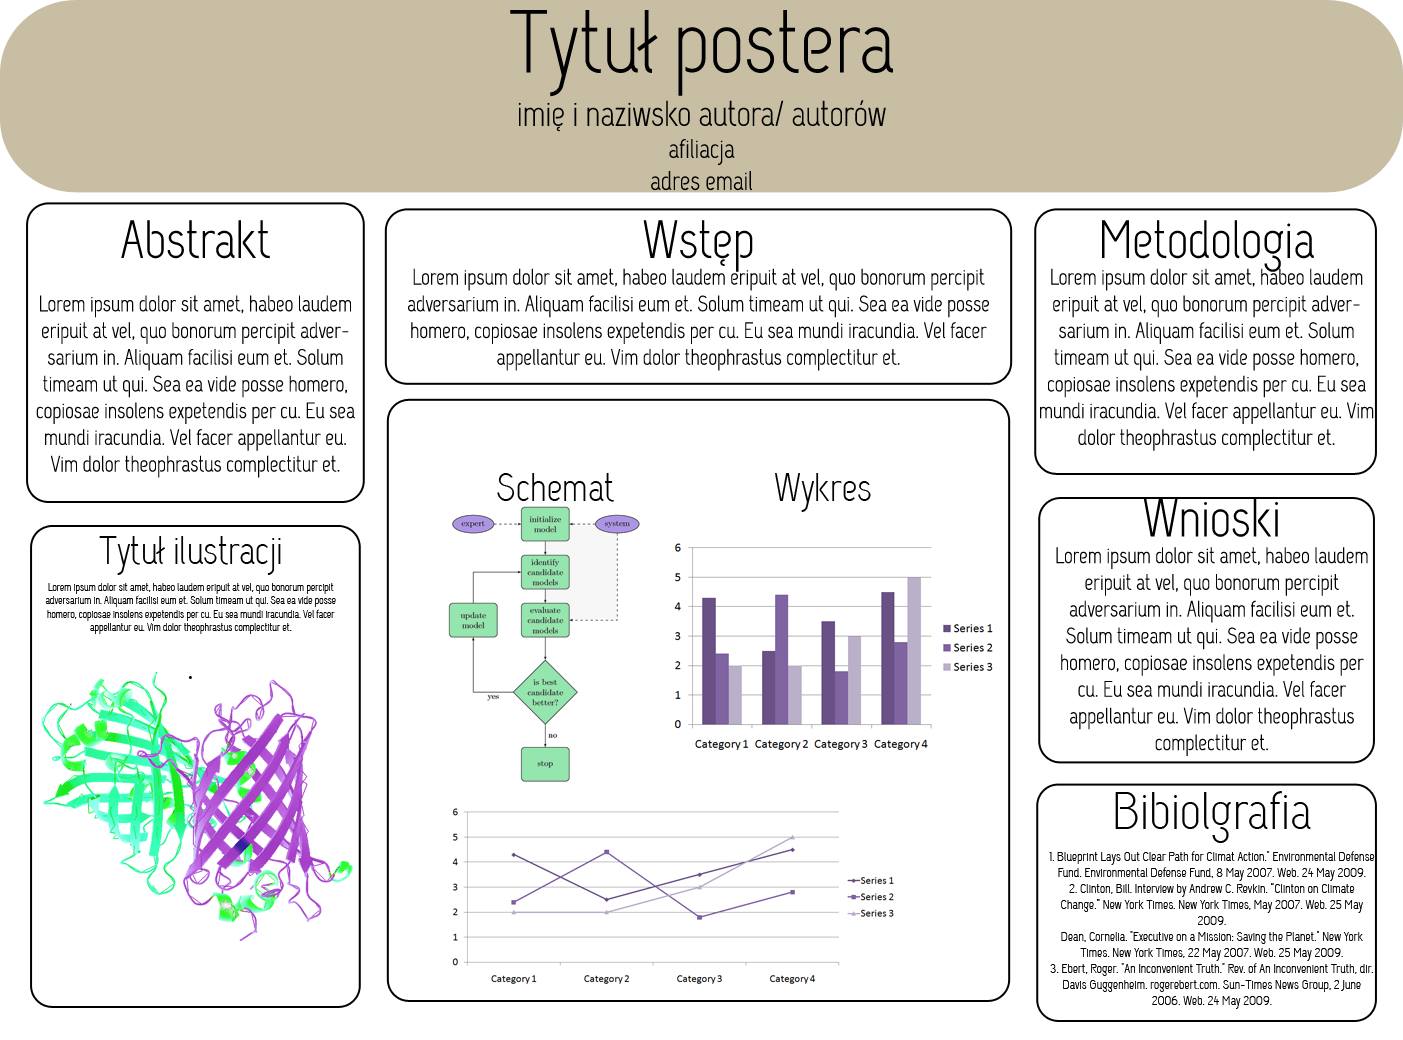 Tytuł postera
imię i naziwsko autora/ autorów
afiliacja
adres email
Abstrakt
Lorem ipsum dolor sit amet, habeo laudem
eripuit at vel, quo bonorum percipit adver-
sarium in. Aliquam facilisi eum et. Solum
timeam ut qui. Sea ea vide posse homero,
copiosae insolens expetendis per cu. Eu sea
mundi iracundia. Vel facer appellantur eu.
Vim dolor theophrastus complectitur et.
Tytuł ilustracji
Lorem ipsum dolor sit amet, habeo laudem eripuit at vel, quo bonorum percipit
adversarium in. Aliquam facilisi eum et. Solum timeam ut qui. Sea ea vide posse
homero, copiosae insolens expetendis per cu. Eu sea mundi iracundia. Vel facer
appellantur eu. Vim dolor theophrastus complectitur et.
Wstęp
Lorem ipsum dolor sit amet, habeo laudem eripuit at vel, quo bonorum percipit
adversarium in. Aliquam facilisi eum et. Solum timeam ut qui. Sea ea vide posse
homero, copiosae insolens expetendis per cu. Eu sea mundi iracundia. Vel facer
appellantur eu. Vim dolor theophrastus complectitur et.
Schemat
expert
initialize
model
system
identify
candidate
models
update
model
evaluate
candidate
models
is best
candidate
better?
yes
no
stop
Wykres
6
5
4
3
2
1
0
Category 1 Category 2 Category 3 Category 4
Series 1
Series 2
Series 3
6
5
4
3
2
1
0
Category 1 Category 2 Category 3 Category 4
Series 1
Series 2
Series 3
Metodologia
Lorem ipsum dolor sit amet, habeo laudem
eripuit at vel, quo bonorum percipit adver-
sarium in. Aliquam facilisi eum et. Solum
timeam ut qui. Sea ea vide posse homero,
copiosae insolens expetendis per cu. Eu sea
mundi iracundia. Vel facer appellantur eu. Vim
dolor theophrastus complectitur et.
Wnioski
Lorem ipsum dolor sit amet, habeo laudem
eripuit at vel, quo bonorum percipit
adversarium in. Aliquam facilisi eum et.
Solum timeam ut qui. Sea ea vide posse
homero, copiosae insolens expetendis per
cu. Eu sea mundi iracundia. Vel facer
appellantur eu. Vim dolor theophrastus
complectitur et.
Bibiolgrafia
1. Blueprint Lays Out Clear Path for Climat Action." Environmental Defense
Fund. Environmental Defense Fund, 8 May 2007. Web. 24 May 2009.
2. Clinton, Bill. Interview by Andrew C. Revkin. "Clinton on Climate
Change." New York Times. New York Times, May 2007. Web. 25 May
2009.
Dean, Cornelia. "Executive on a Mission: Saving the Planet." New York
Times. New York Times, 22 May 2007. Web. 25 May 2009.
3. Ebert, Roger. "An Inconvenient Truth." Rev. of An Inconvenient Truth, dir.
Davis Guggenheim. rogerebert.com. Sun-Times News Group, 2 June
2006. Web. 24 May 2009.